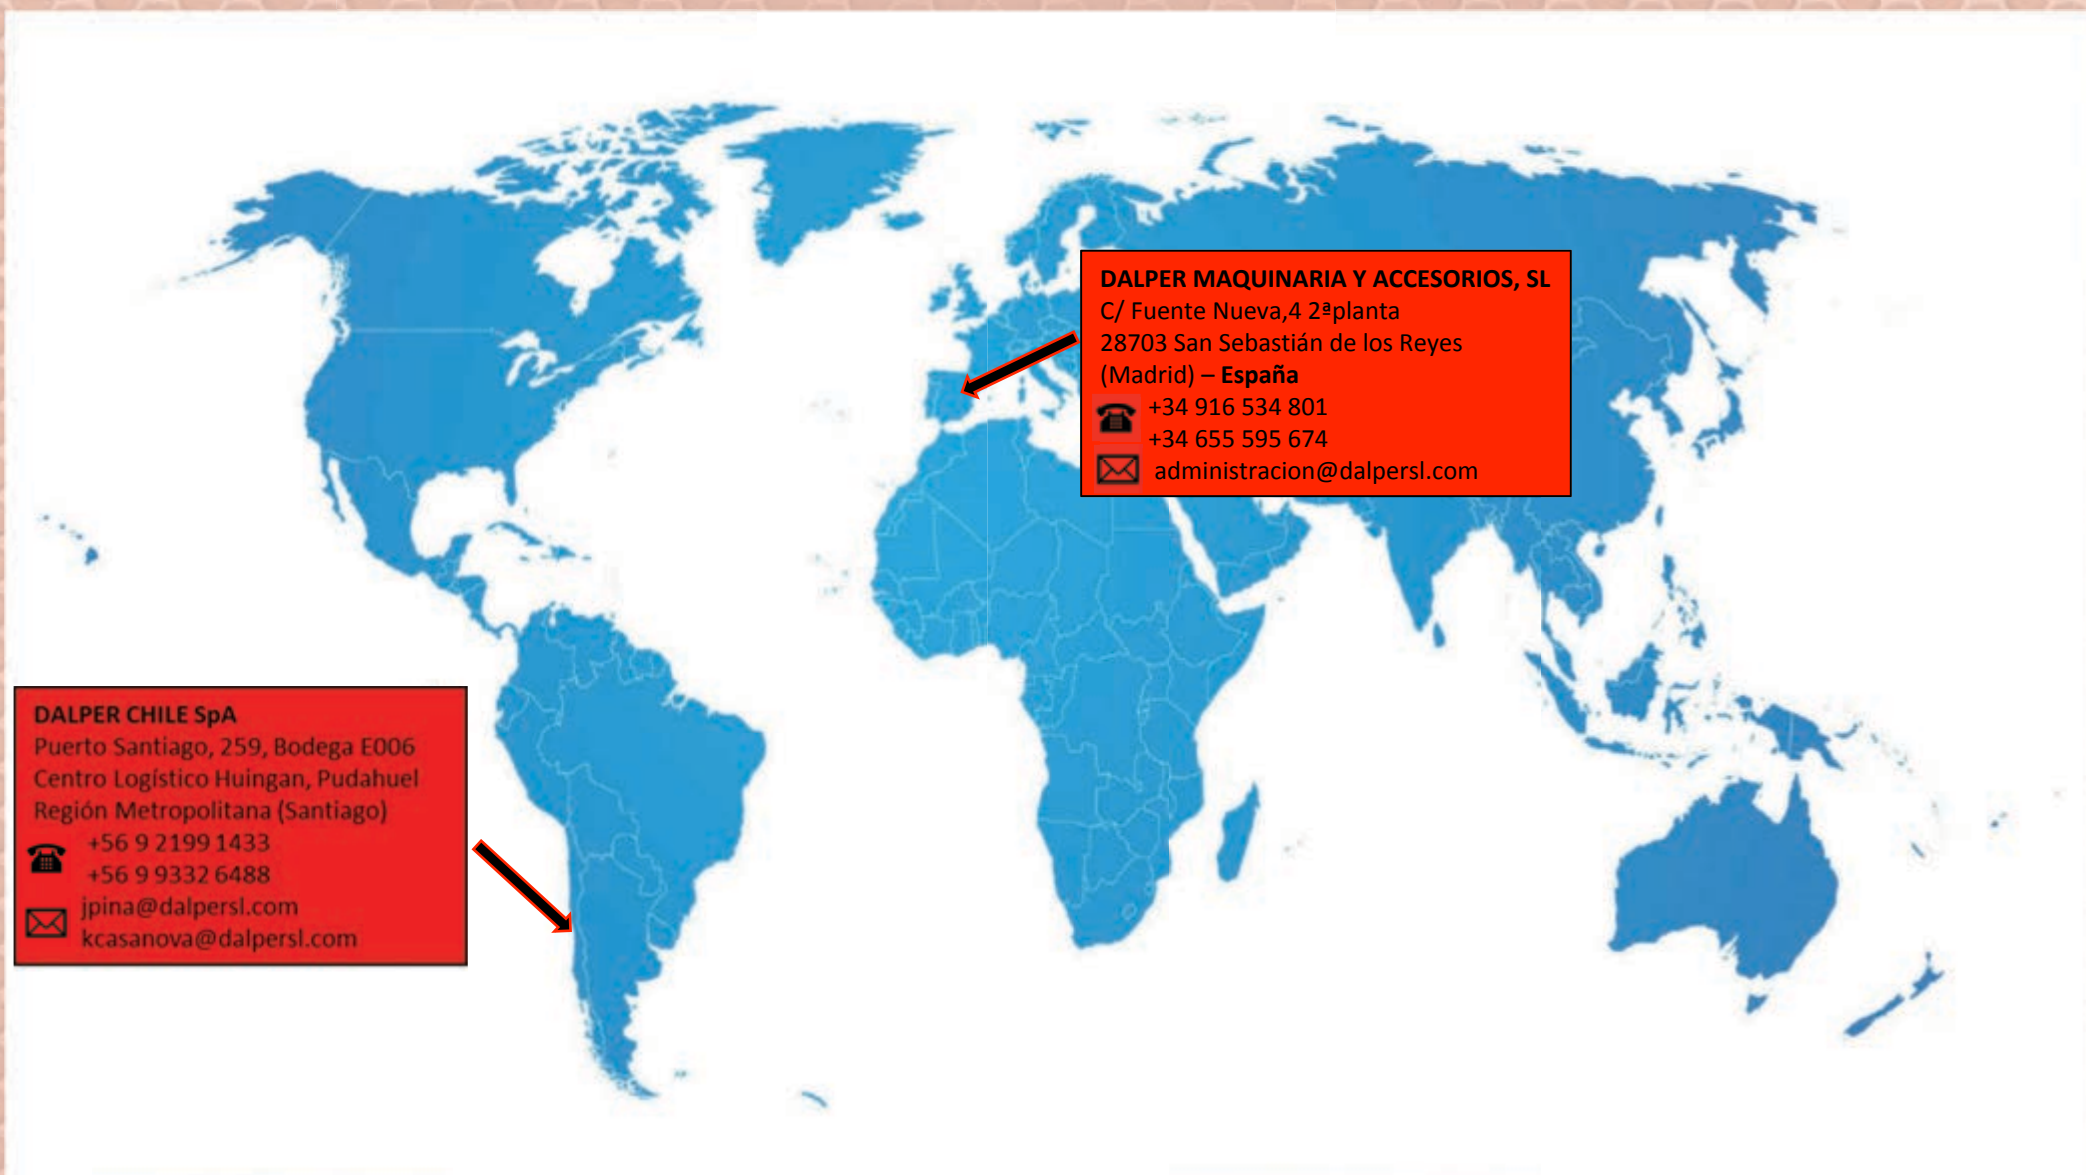 DALPER MAQUINARIA Y ACCESORIOS, SL
C/ Fuente Nueva,4 2ªplanta
28703 San Sebastián de los Reyes
(Madrid) – España
+34 916 534 801
+34 655 595 674
administracion@dalpersl.com
DALPER CHILE SpA
Puerto Santiago, 259, Bodega E006
Centro Logístico Huingan, Pudahuel
Región Metropolitana (Santiago)
+56 9 2199 1433
+56 9 9332 6488
jpina@dalpersl.com
kcasanova@dalpersl.com